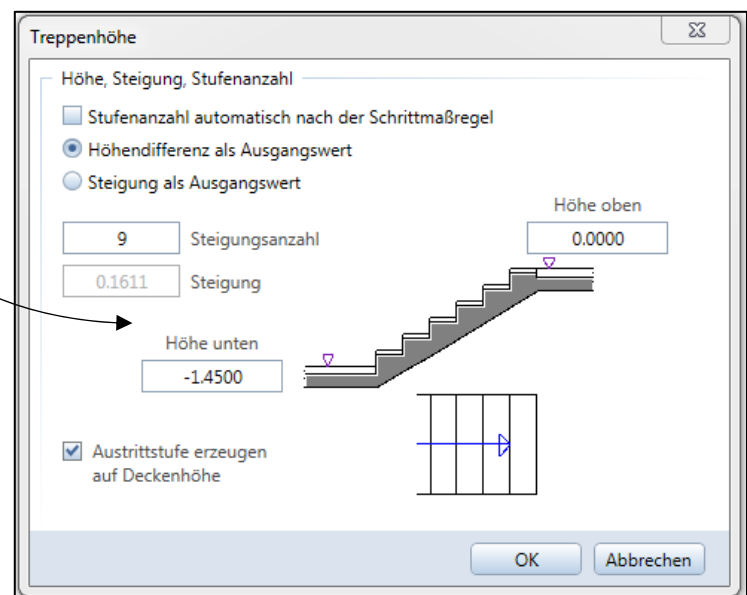 Treppenhöhe
Höhe, Steigung, Stufenanzahl
Stufenanzahl automatisch nach der Schrittmaßregel
Höhendifferenz als Ausgangswert
Steigung als Ausgangswert
Höhe oben
9 Steigungsanzahl 0.0000
0.1611 Steigung
Höhe unten
-1.4500
Austrittstufe erzeugen
auf Deckenhöhe
OK Abbrechen